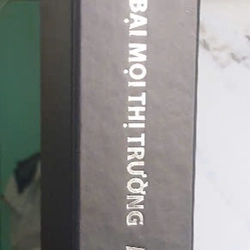 BẠI MỌI THỊ TRƯỜNG